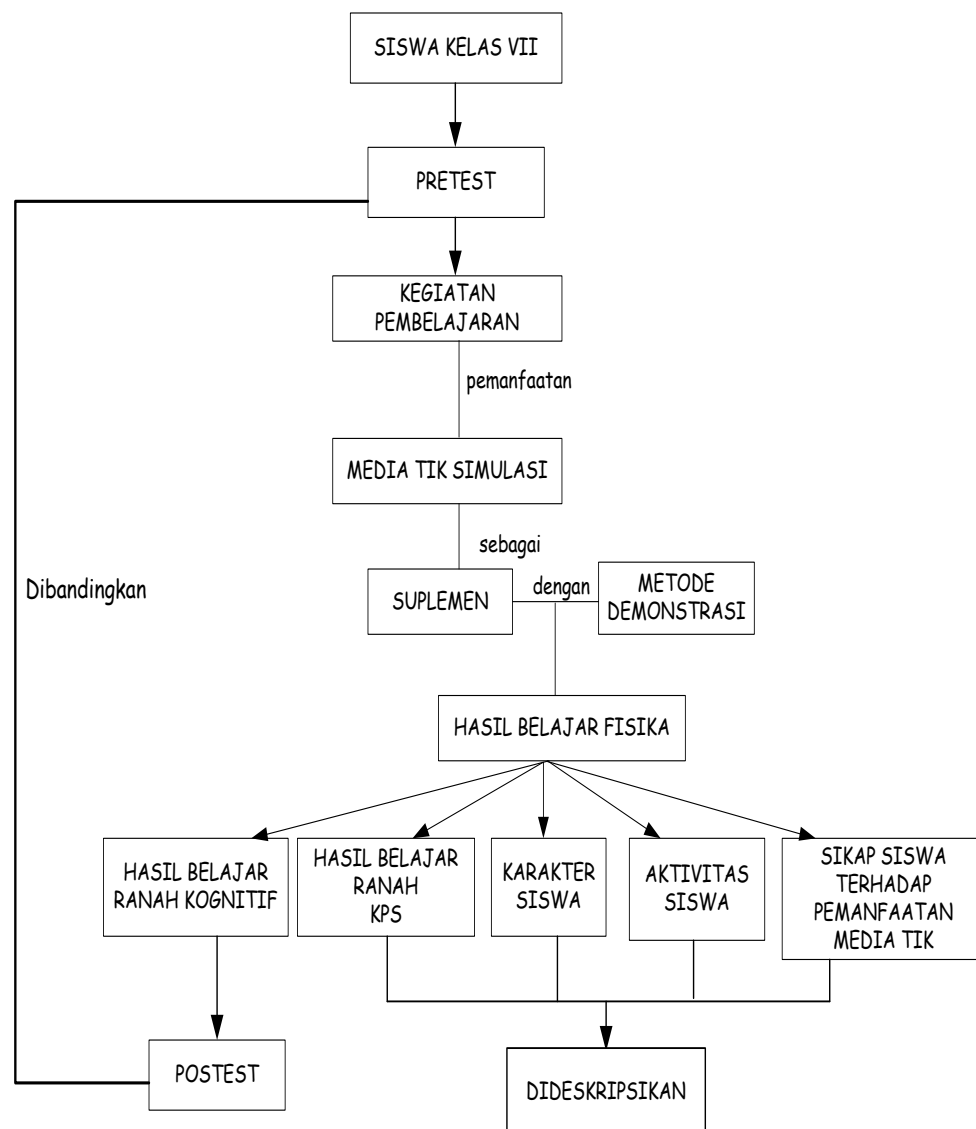 SISWA KELAS VII
PRETEST
KEGIATAN
PEMBELAJARAN
pemanfaatan
MEDIA TIK SIMULASI
sebagai
Dibandingkan
SUPLEMEN
dengan
METODE
DEMONSTRASI
HASIL BELAJAR FISIKA
HASIL BELAJAR
RANAH KOGNITIF
HASIL BELAJAR
RANAH
KPS
KARAKTER
SISWA
AKTIVITAS
SISWA
SIKAP SISWA
TERHADAP
PEMANFAATAN
MEDIA TIK
POSTEST
DIDESKRIPSIKAN